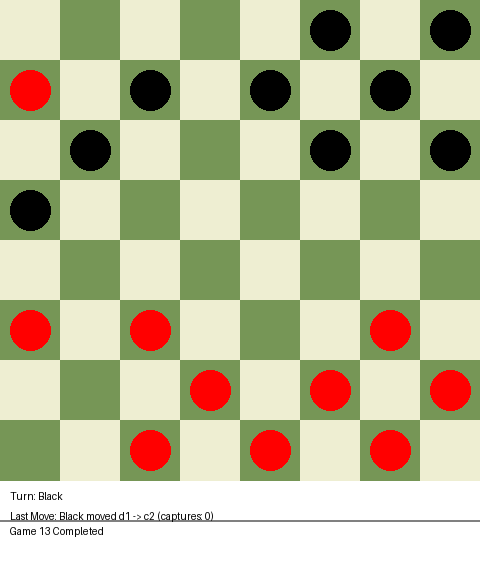 Turn: Black
Last Move: Black moved d1 -> c2 (captures: 0)
Game 13 Completed